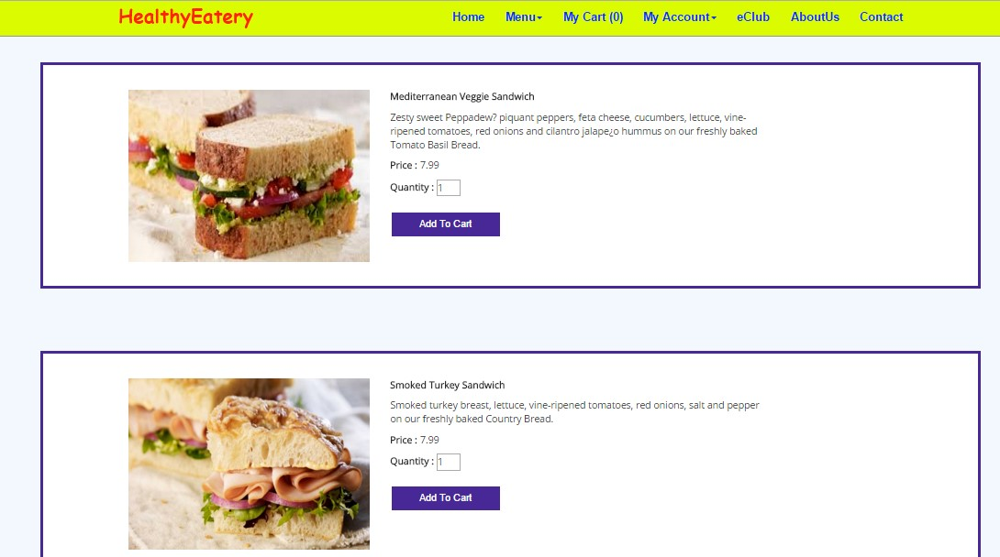 HealthyEatery
Home Menu My Cart (0) My Account eClub AboutUs Contact
Mediterranean Veggie Sandwich
Zesty sweet Peppadew? piquant peppers, feta cheese, cucumbers, lettuce, vine-
ripened tomatoes, red onions and cilantro jalape¿o hummus on our freshly baked
Tomato Basil Bread.
Price : 7.99
Quantity : 1
Add To Cart
Smoked Turkey Sandwich
Smoked turkey breast, lettuce, vine-ripened tomatoes, red onions, salt and pepper
on our freshly baked Country Bread.
Price : 7.99
Quantity : 1
Add To Cart